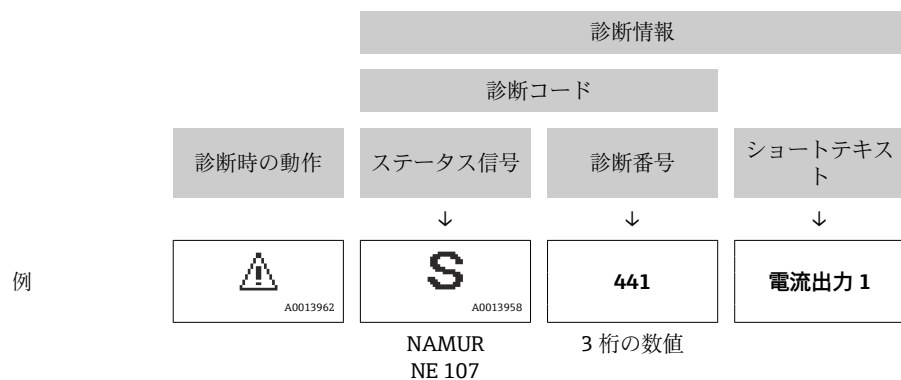 診断情報
診断コード
診断時の動作
ステータス信号
診断番号
ショートテキス
ト
↓
↓
↓
例
A0013962
S
A0013958
441
電流出力 1
NAMUR
NE 107
3 桁の数値